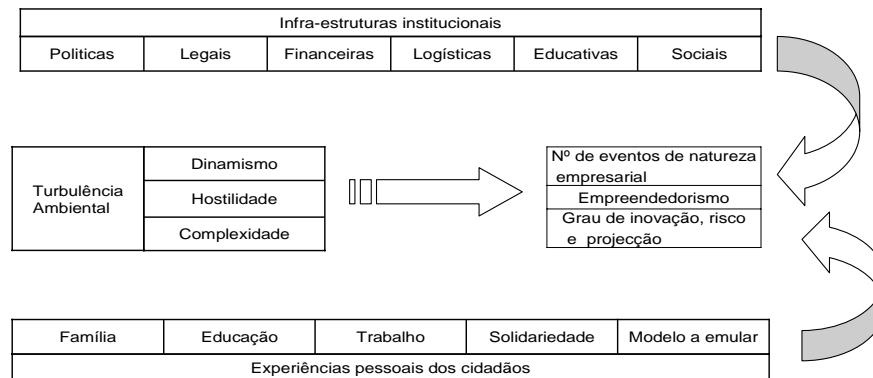 Infra-estruturas institucionais
Politicas Legais Financeiras Logísticas Educativas Sociais
Turbulência
Ambiental
Dinamismo
Hostilidade
Complexidade
Nº de eventos de natureza
empresarial
Empreendedorismo
Grau de inovação, risco
e projecção
Família Educação Trabalho Solidariedade Modelo a emular
Experiências pessoais dos cidadãos